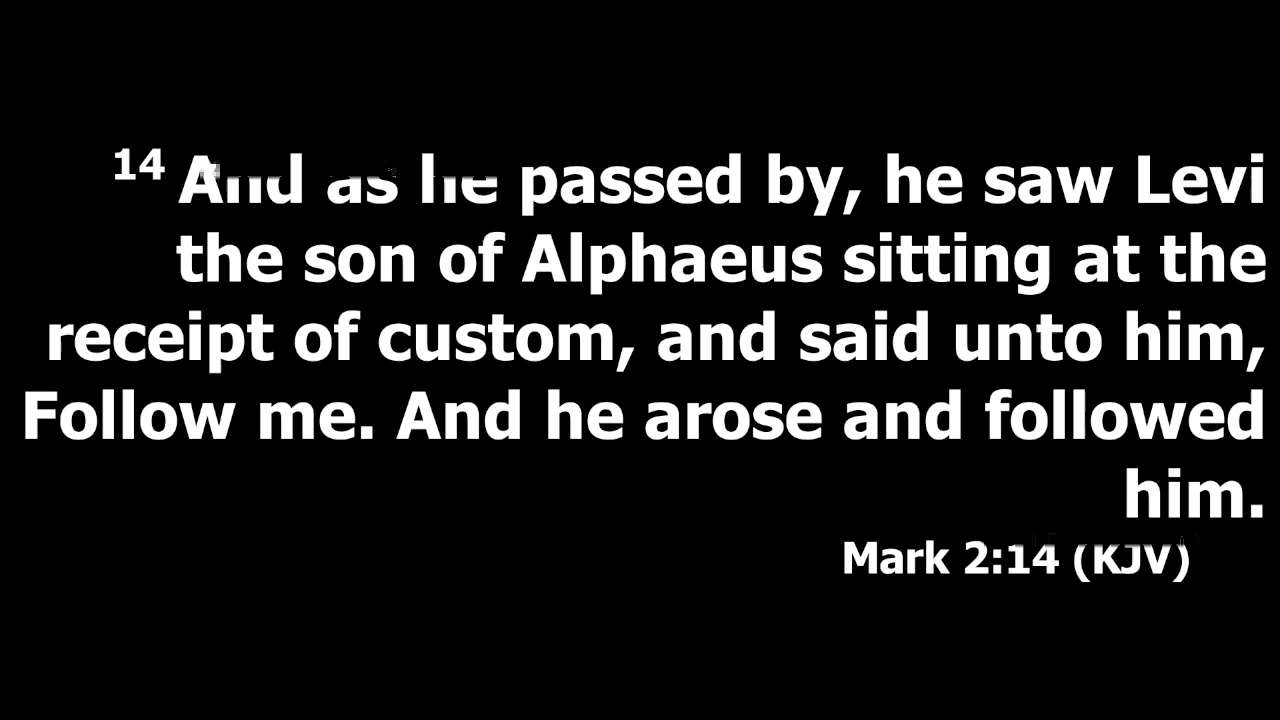 14 And as he passed by, he saw Levi
the son of Alphaeus sitting at the
receipt of custom, and said unto him,
Follow me. And he arose and followed
him.
Mark 2:14 (KJV)